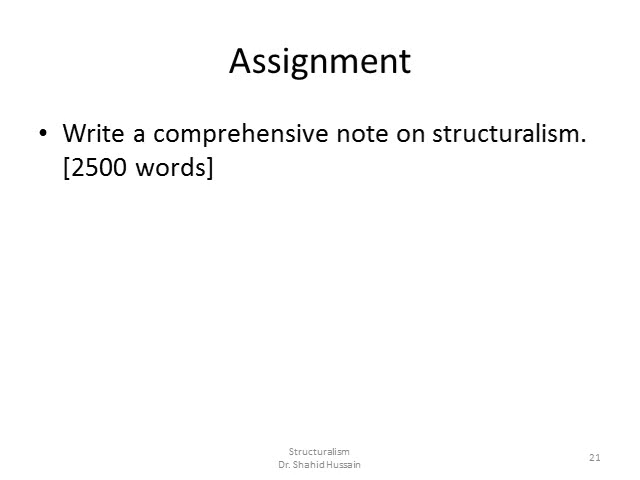 Assignment
• Write a comprehensive note on structuralism.
[2500 words]
Structuralism
Dr. Shahid Hussain
21